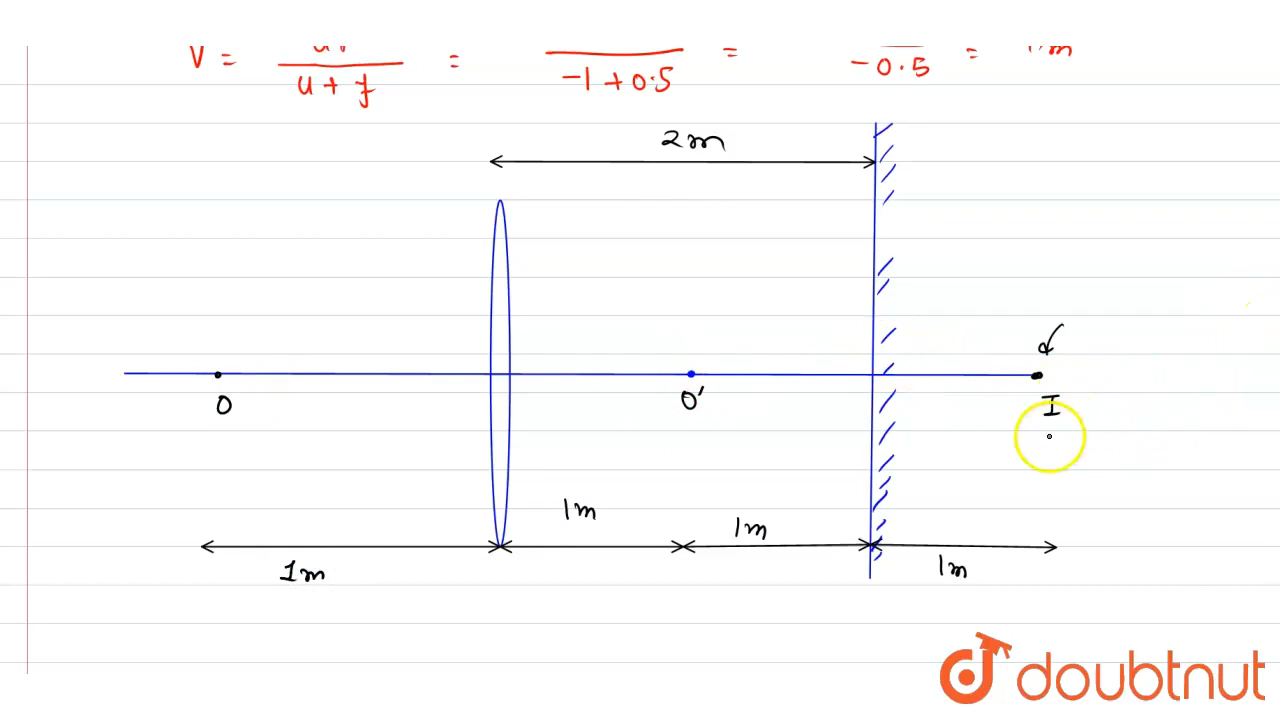 V = = = = m
u + f -1 + 0.5 -0.5
2m
O O' I
1m 1m 1m
1m
doubtnut